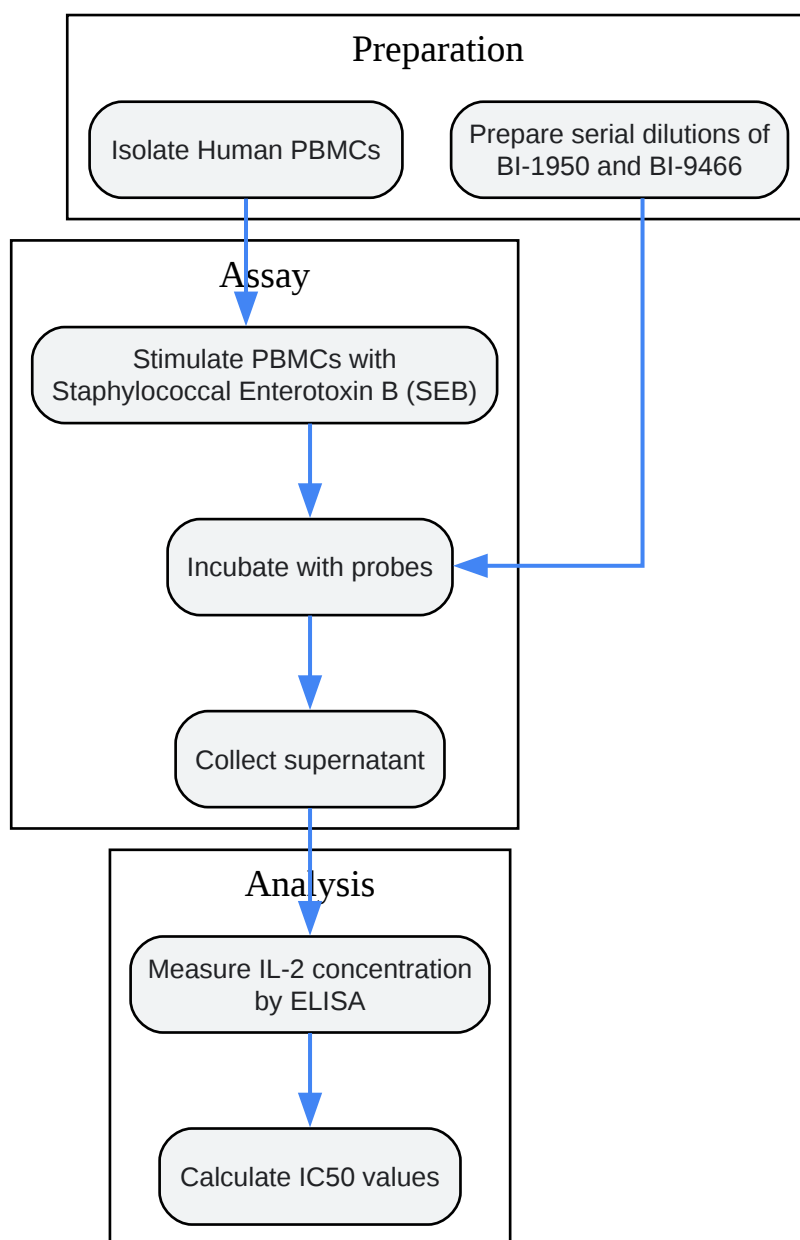 Preparation
Isolate Human PBMCs
Prepare serial dilutions of
BI-1950 and BI-9466
Assay
Stimulate PBMCs with
Staphylococcal Enterotoxin B (SEB)
Incubate with probes
Collect supernatant
Analysis
Measure IL-2 concentration
by ELISA
Calculate IC50 values